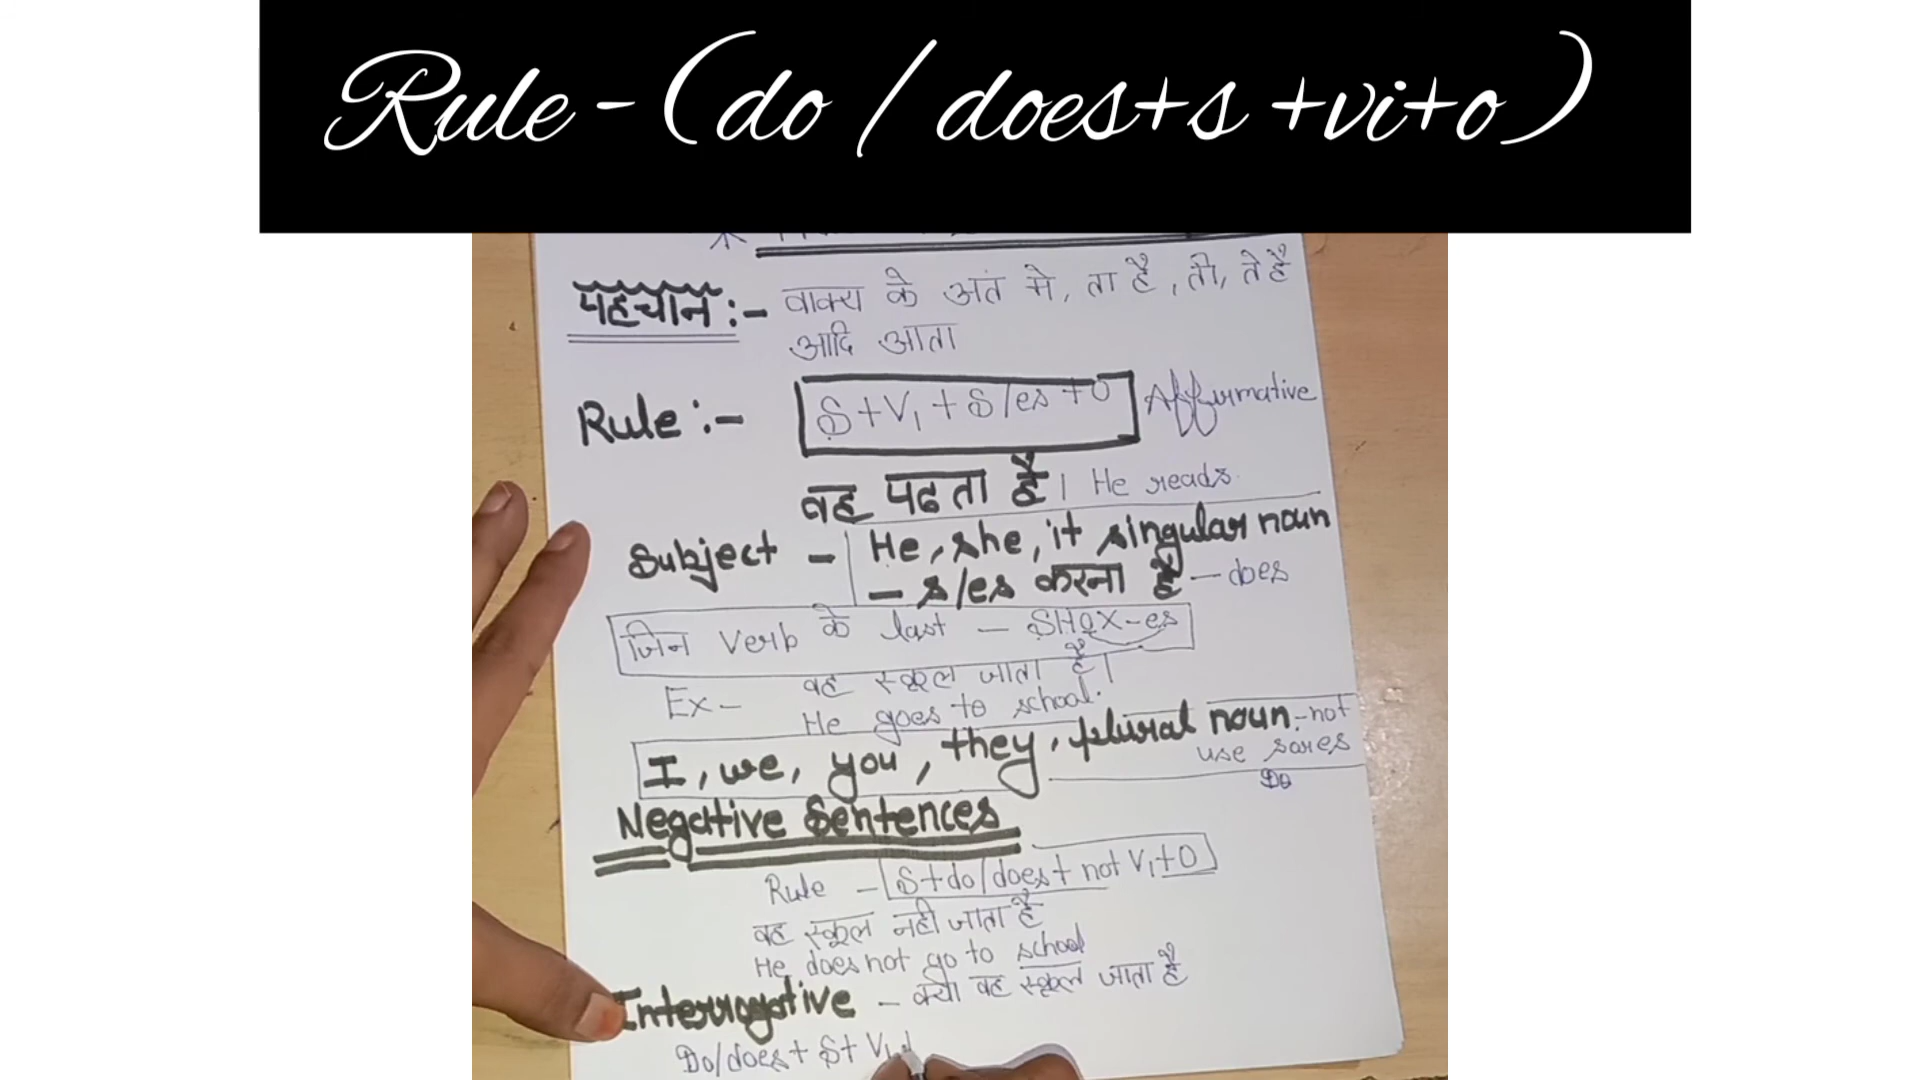 Rule - (do / does+s +vi+o)
पहचान :- वाक्य के अंत मे, ता है, ती, ते है
आदि आता
Rule :- S+V1+S/es+O Affirmative
वह पढता है। He reads.
Subject - He, she, it singular noun
- s/es करना है - does
जिन Verb के last - SHOX-es
Ex- वह स्कूल जाता है।
He goes to school.
I, we, you, they, plural noun. - not
use sores
Do
Negative Sentences
Rule - S+do/does+ not V1+O
वह स्कूल नही जाता है
He does not go to school
Interrogative - क्या वह स्कूल जाता है
Do/does+ S+ V1+